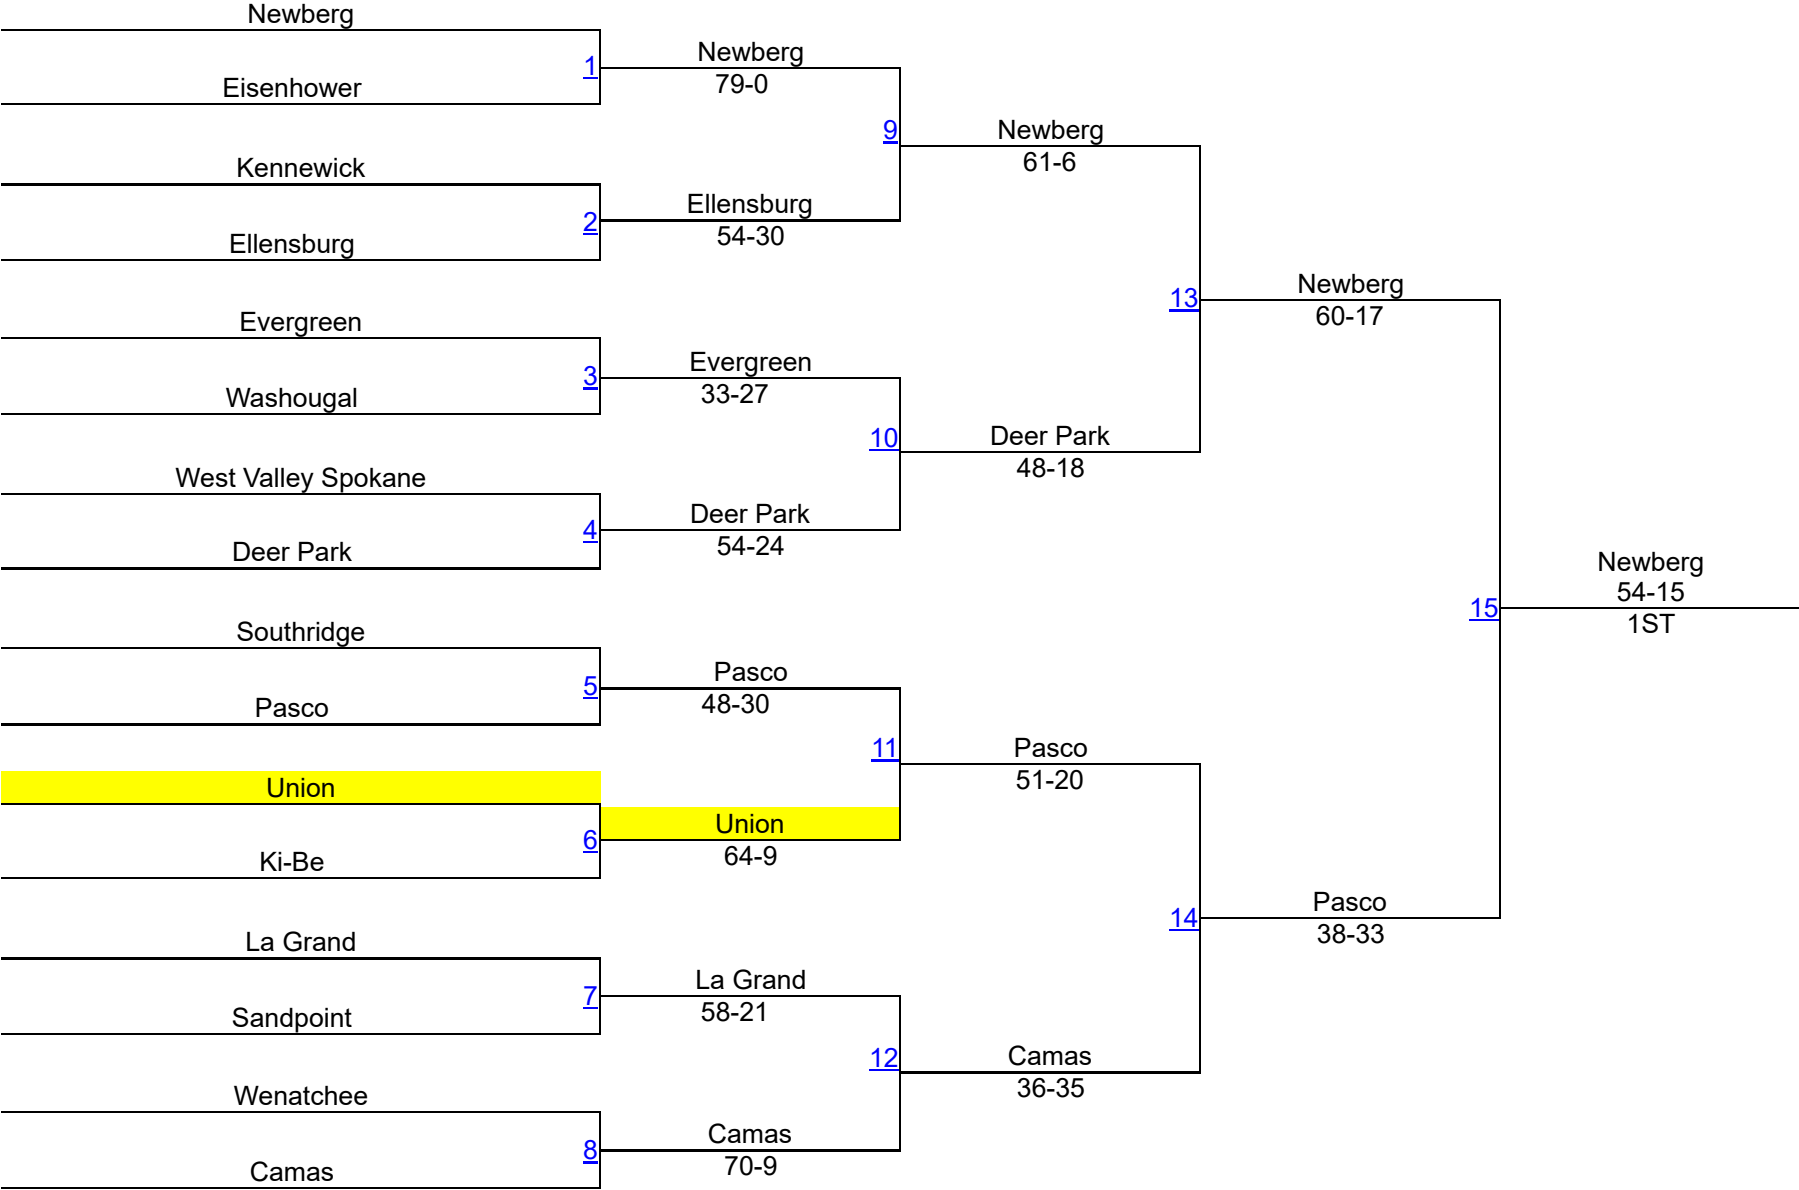 Newberg
Eisenhower
Kennewick
Ellensburg
Evergreen
Washougal
West Valley Spokane
Deer Park
Southridge
Pasco
Union
Ki-Be
La Grand
Sandpoint
Wenatchee
Camas
1
2
3
4
5
6
7
8
Newberg
79-0
Ellensburg
54-30
Evergreen
33-27
Deer Park
54-24
Pasco
48-30
Union
64-9
La Grand
58-21
Camas
70-9
9
10
11
12
Newberg
61-6
Deer Park
48-18
Pasco
51-20
Camas
36-35
13
14
Newberg
60-17
Pasco
38-33
15
Newberg
54-15
1ST